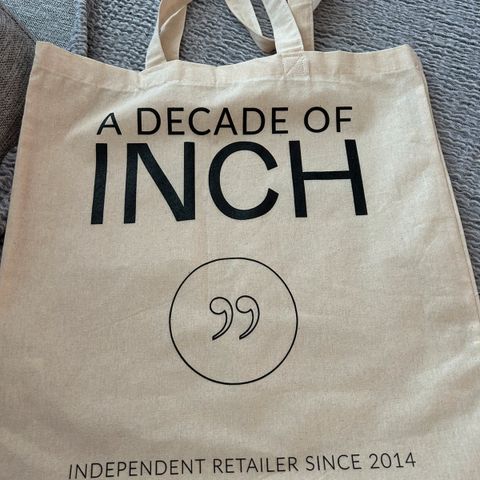 A DECADE OF
INCH
”
INDEPENDENT RETAILER SINCE 2014